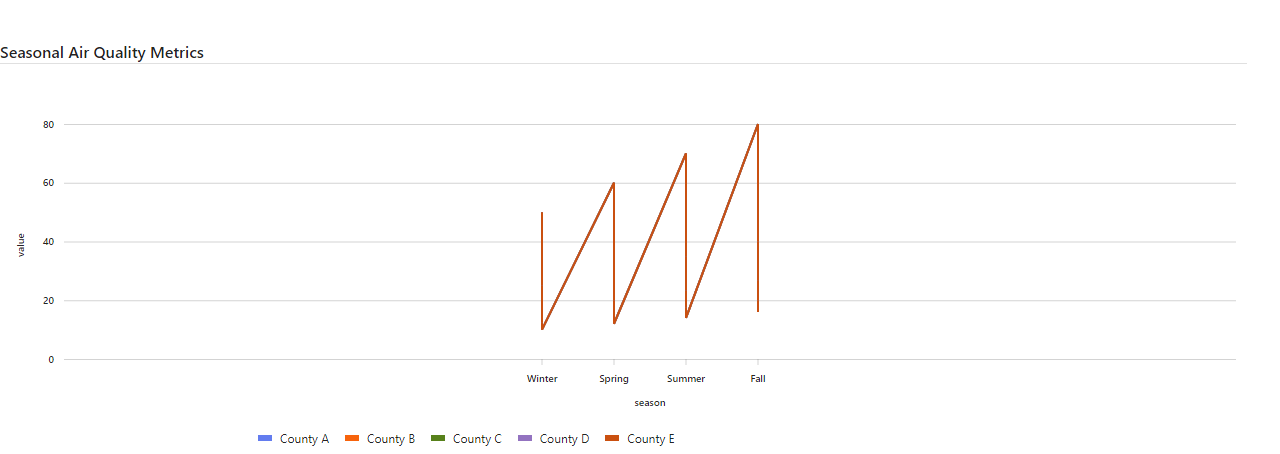 Seasonal Air Quality Metrics
80
60
40
20
0
value
Winter Spring Summer Fall
season
County A County B County C County D County E